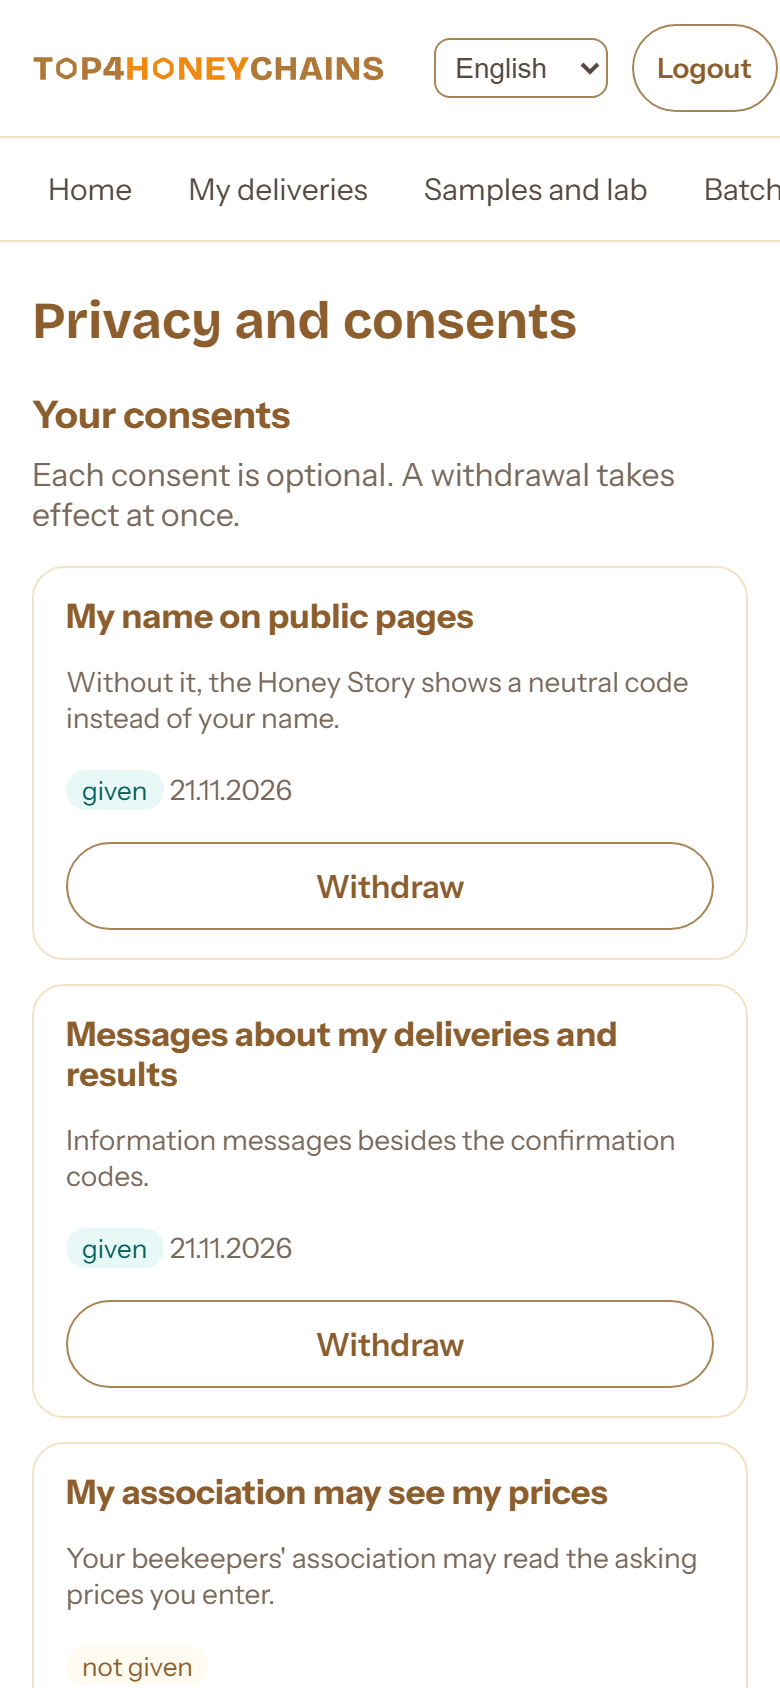 TOP4HONEYCHAINS
English
Logout
Home
My deliveries
Samples and lab
Batch
Privacy and consents
Your consents
Each consent is optional. A withdrawal takes
effect at once.
My name on public pages
Without it, the Honey Story shows a neutral code
instead of your name.
given 21.11.2026
Withdraw
Messages about my deliveries and
results
Information messages besides the confirmation
codes.
given 21.11.2026
Withdraw
My association may see my prices
Your beekeepers' association may read the asking
prices you enter.
not given